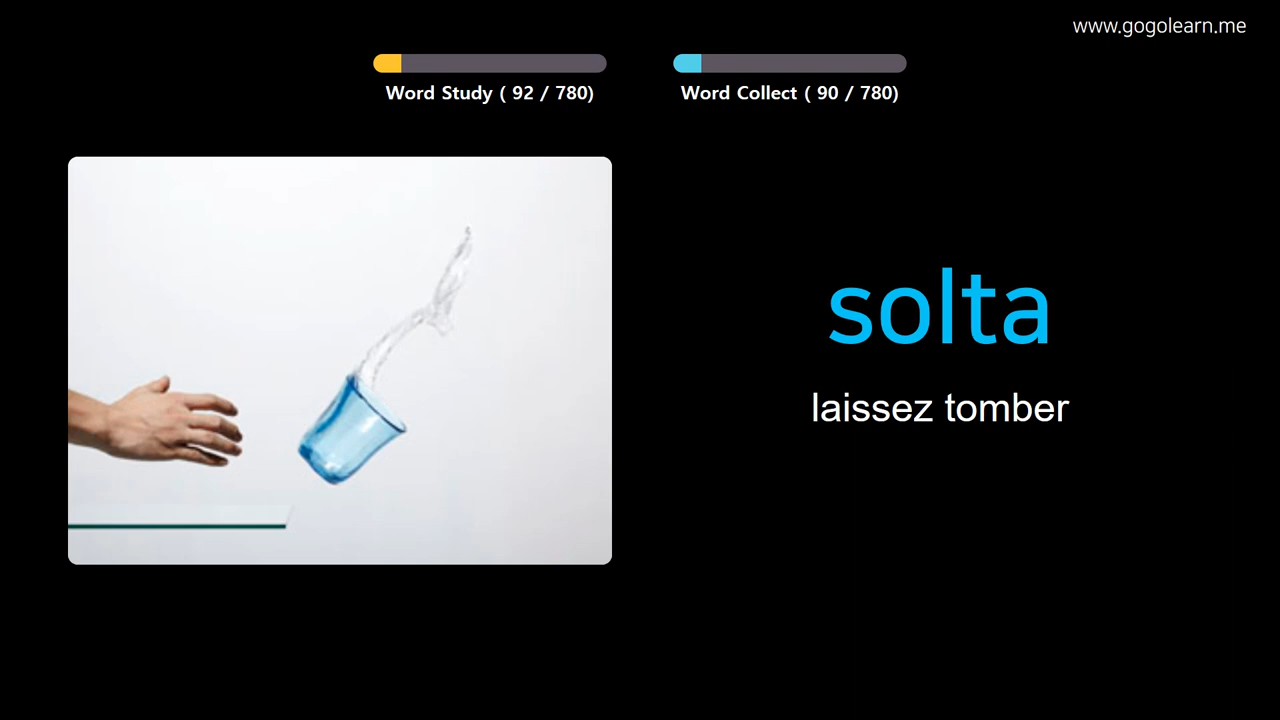 www.gogolearn.me
Word Study ( 92 / 780)
Word Collect ( 90 / 780)
solta
laissez tomber